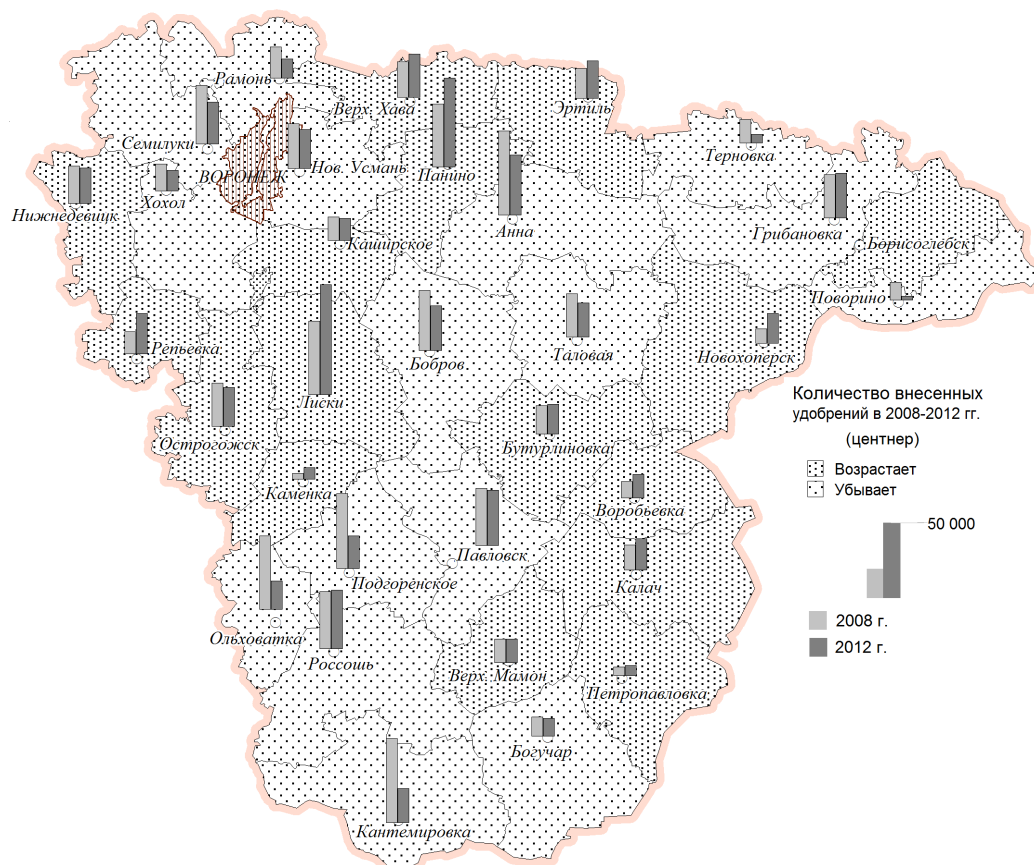 Рамонь
Верх. Хава
Эртиль
Семилуки
Терновка
Нов. Усмань
Панино
ВОРОНЕЖ
Хохол
Нижнедевицк
Анна
Грибановка
Каширское
Борисоглебск
Поворино
Репьевка
Бобров
Таловая
Новохоперск
Лиски
Острогожск
Бутурлиновка
Каменка
Воробьевка
Павловск
Подгоренское
Калач
Ольховатка
Россошь
Верх. Мамон
Петропавловка
Богучар
Кантемировка
Количество внесенных
удобрений в 2008-2012 гг.
(центнер)
Возрастает
Убывает
50 000
2008 г.
2012 г.